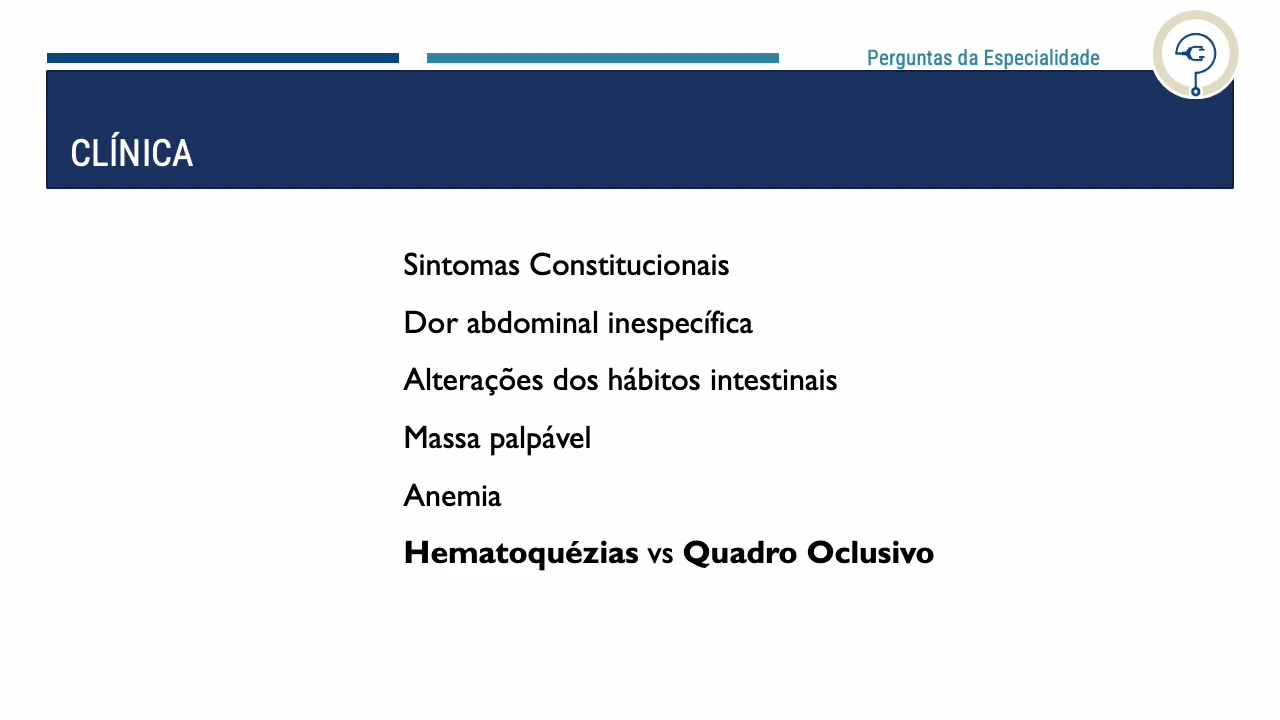 Perguntas da Especialidade
CLÍNICA
Sintomas Constitucionais
Dor abdominal inespecífica
Alterações dos hábitos intestinais
Massa palpável
Anemia
Hematoquézias vs Quadro Oclusivo